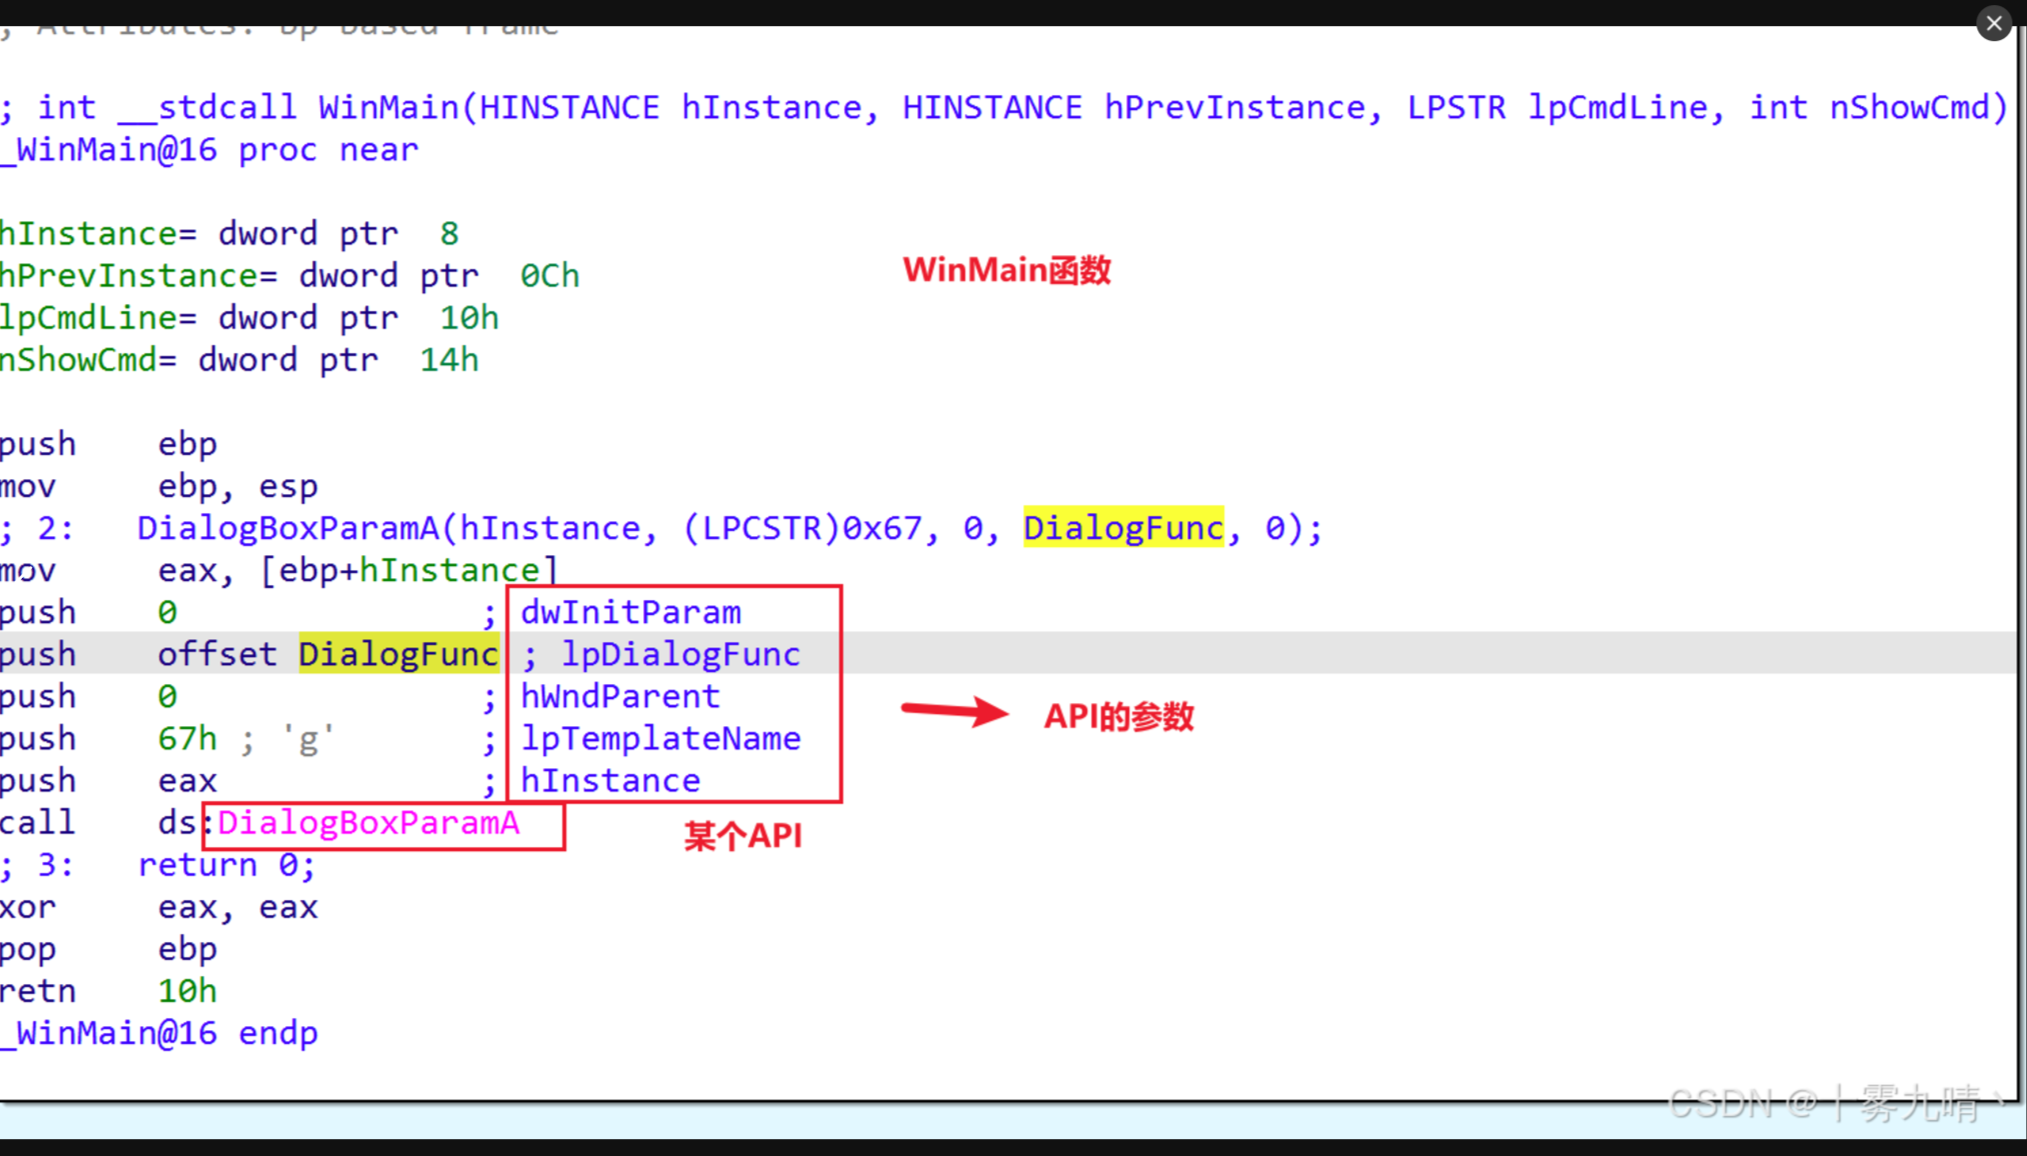 ; Attributes: bp-based frame
; int __stdcall WinMain(HINSTANCE hInstance, HINSTANCE hPrevInstance, LPSTR lpCmdLine, int nShowCmd)
_WinMain@16 proc near
hInstance= dword ptr  8
hPrevInstance= dword ptr  0Ch
WinMain函数
lpCmdLine= dword ptr  10h
nShowCmd= dword ptr  14h
push    ebp
mov     ebp, esp
; 2:   DialogBoxParamA(hInstance, (LPCSTR)0x67, 0, DialogFunc, 0);
mov     eax, [ebp+hInstance]
push    0               ; dwInitParam
push    offset DialogFunc ; lpDialogFunc
push    0               ; hWndParent
API的参数
push    67h ; 'g'       ; lpTemplateName
push    eax             ; hInstance
call    ds:DialogBoxParamA
某个API
; 3:   return 0;
xor     eax, eax
pop     ebp
retn    10h
_WinMain@16 endp
CSDN @十雾九晴丶